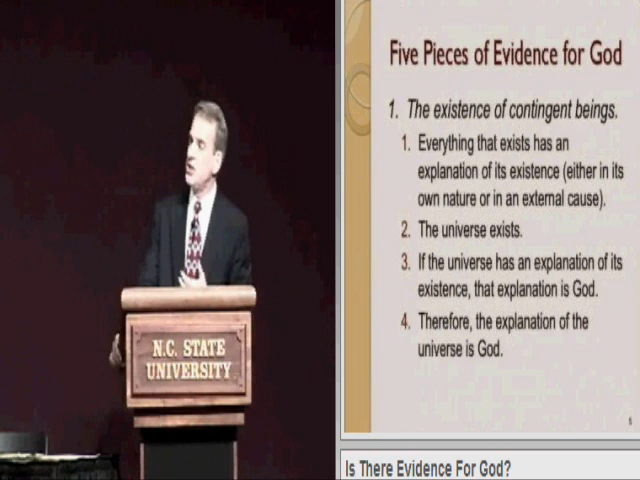 N.C. STATE
UNIVERSITY
Five Pieces of Evidence for God
1. The existence of contingent beings.
1. Everything that exists has an
explanation of its existence (either in its
own nature or in an external cause).
2. The universe exists.
3. If the universe has an explanation of its
existence, that explanation is God.
4. Therefore, the explanation of the
universe is God.
Is There Evidence For God?